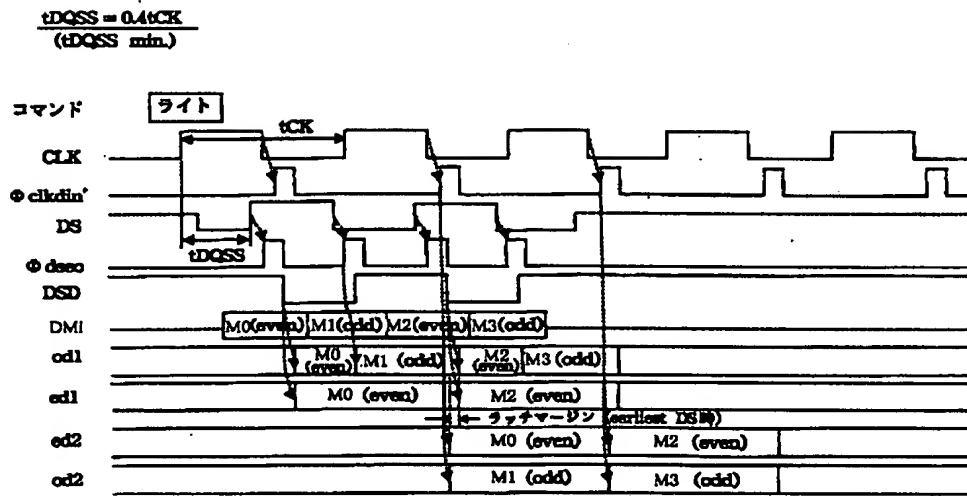 tDQSS = 0.4tCK
(tDQSS min.)
コマンド ライト
tCK
CLK
Φ clkdin'
DS
tDQSS
Φ dsec
DSD
DMI M0(even) M1(odd) M2(even) M3(odd)
od1 M0 (even) M1 (odd) M2 (even) M3 (odd)
ed1 M0 (even) M2 (even)
ラッチマージン (earliest DS時)
ed2 M0 (even) M2 (even)
od2 M1 (odd) M3 (odd)